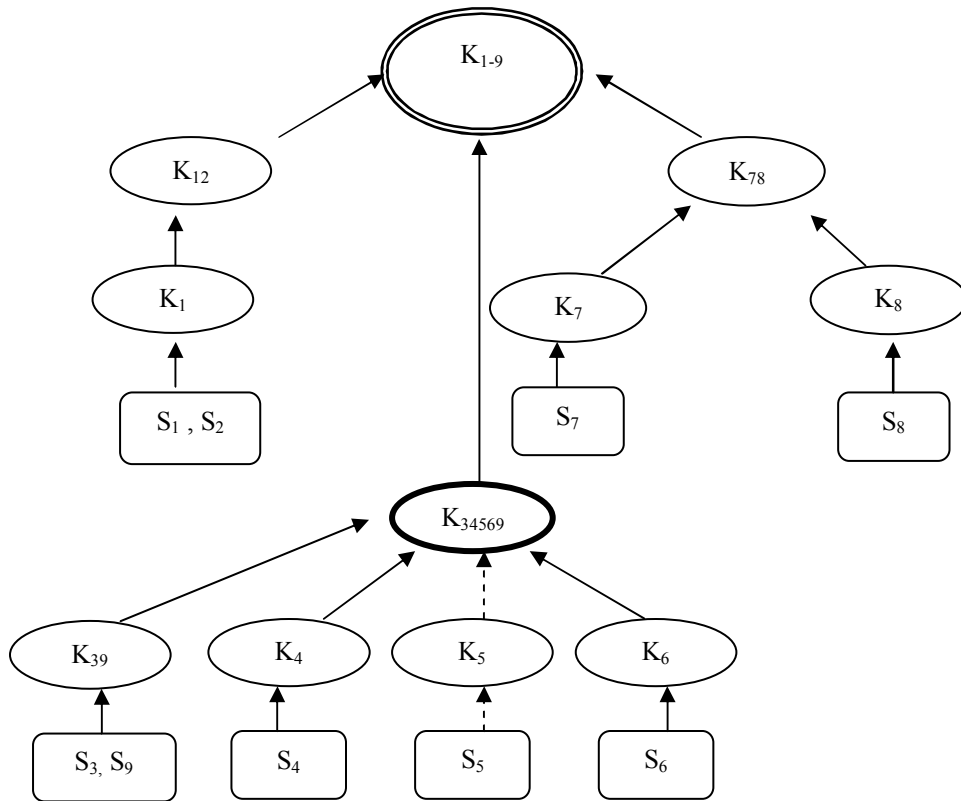 K₁₋₉
K₁₂
K₇₈
K₁
K₇
K₈
S₁ , S₂
S₇
S₈
K₃₄₅₆₉
K₃₉
K₄
K₅
K₆
S₃, S₉
S₄
S₅
S₆